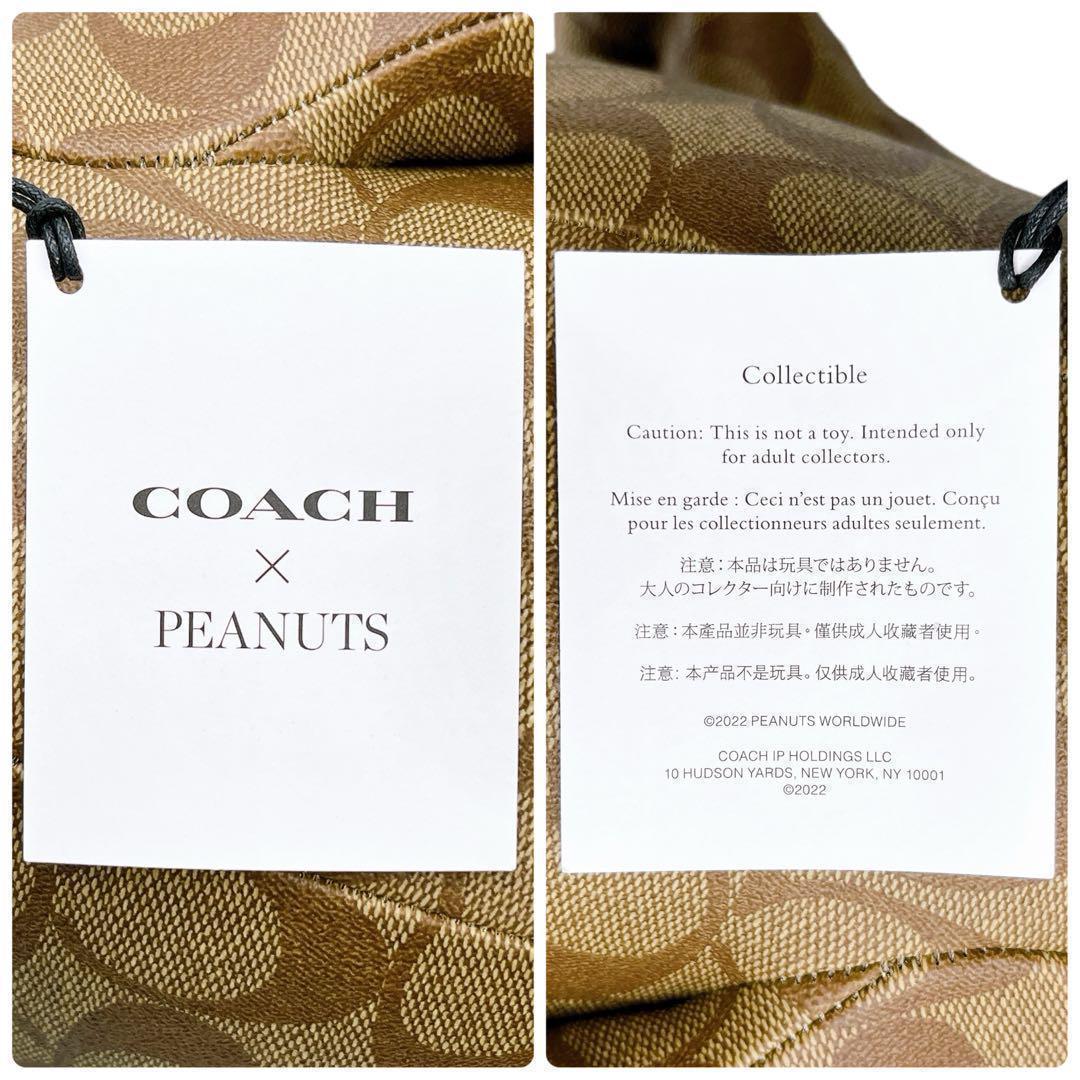 COACH
×
PEANUTS
Collectible
Caution: This is not a toy. Intended only
for adult collectors.
Mise en garde : Ceci n’est pas un jouet. Conçu
pour les collectionneurs adultes seulement.
注意：本品は玩具ではありません。
大人のコレクター向けに制作されたものです。
注意：本產品並非玩具。僅供成人收藏者使用。
注意: 本产品不是玩具。仅供成人收藏者使用。
©2022 PEANUTS WORLDWIDE
COACH IP HOLDINGS LLC
10 HUDSON YARDS, NEW YORK, NY 10001
©2022